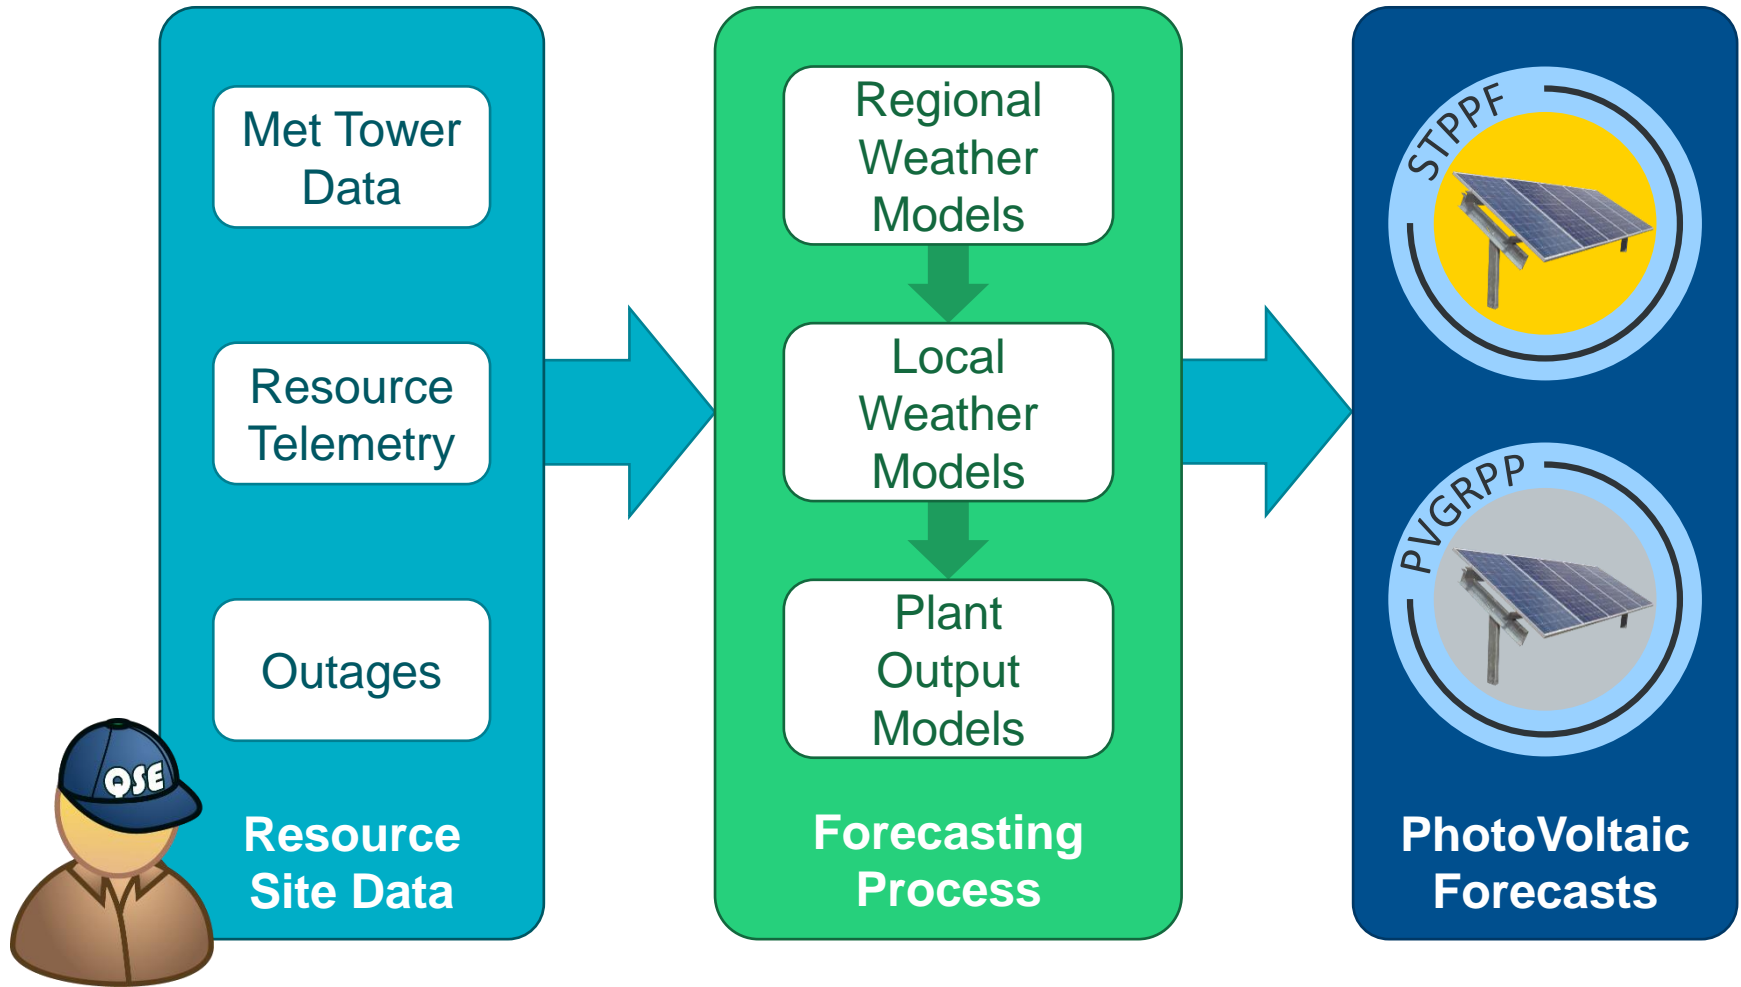 Met Tower
Data
Resource
Telemetry
Outages
QSE
Resource
Site Data
Regional
Weather
Models
Local
Weather
Models
Plant
Output
Models
Forecasting
Process
STPPF
PVGRPP
PhotoVoltaic
Forecasts